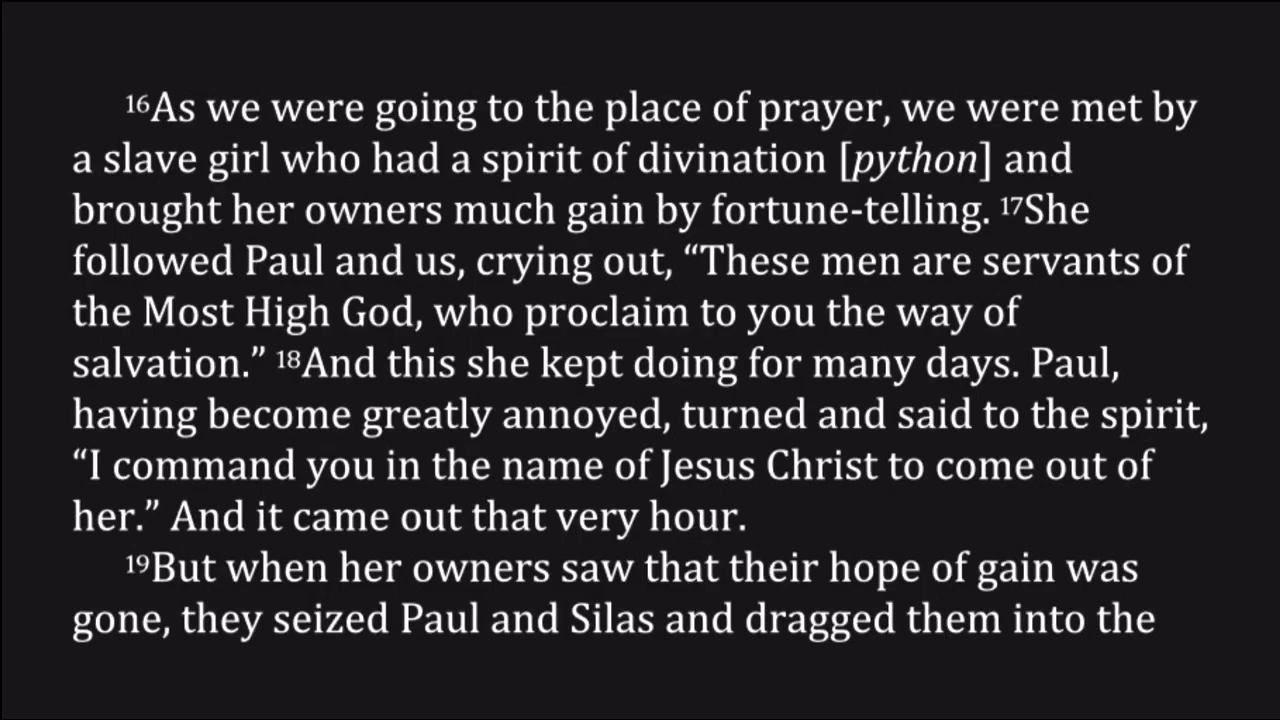 16As we were going to the place of prayer, we were met by
a slave girl who had a spirit of divination [python] and
brought her owners much gain by fortune-telling. 17She
followed Paul and us, crying out, “These men are servants of
the Most High God, who proclaim to you the way of
salvation.” 18And this she kept doing for many days. Paul,
having become greatly annoyed, turned and said to the spirit,
“I command you in the name of Jesus Christ to come out of
her.” And it came out that very hour.
19But when her owners saw that their hope of gain was
gone, they seized Paul and Silas and dragged them into the